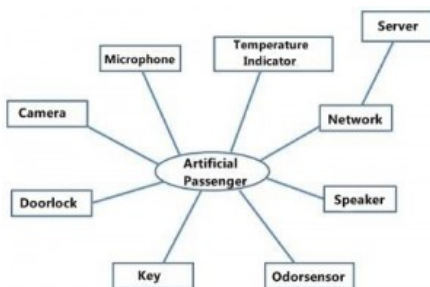 Server
Temperature
Indicator
Microphone
Camera
Network
Artificial
Passenger
Doorlock
Speaker
Key
Odorsensor